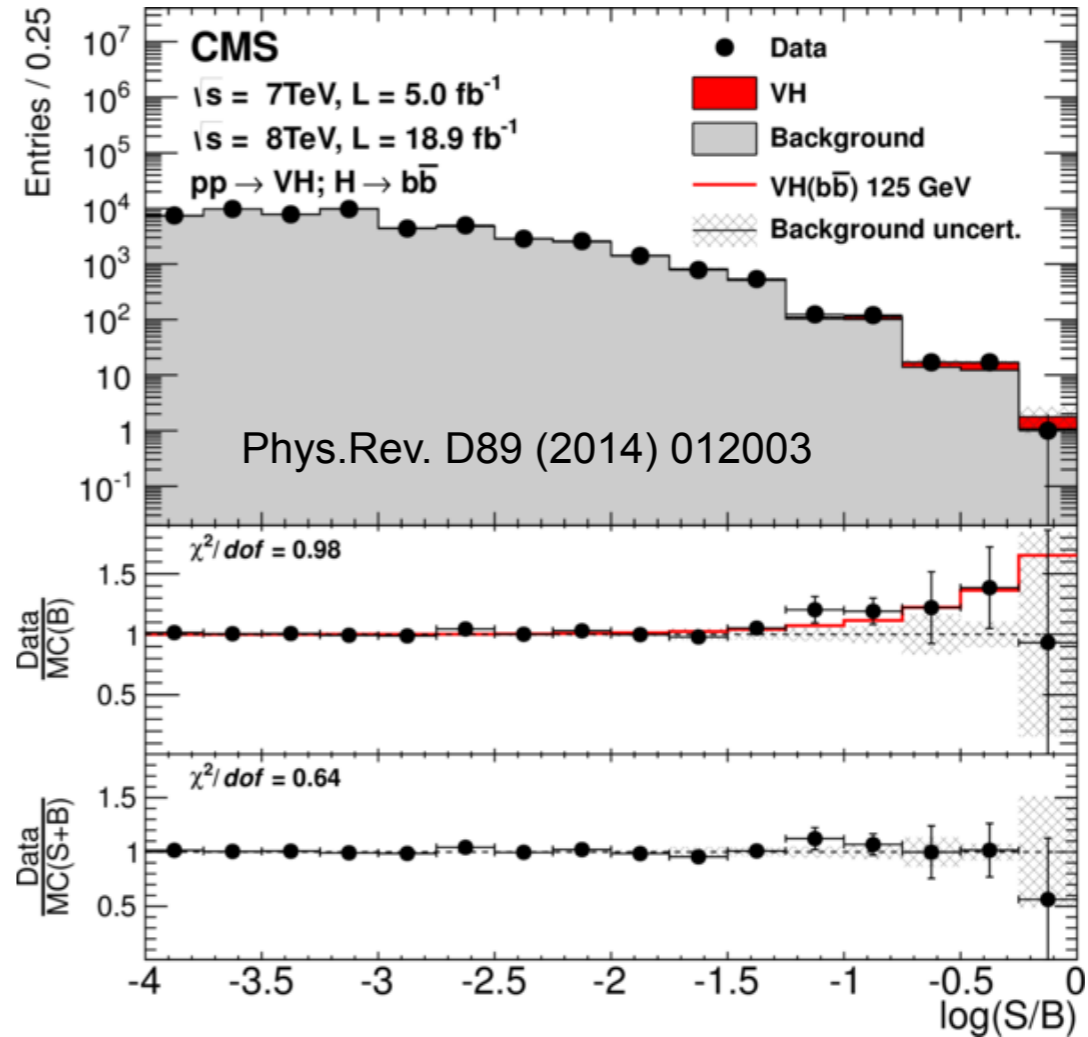 Entries / 0.25
10⁷
10⁶
10⁵
10⁴
10³
10²
10
1
10⁻¹
CMS
√s = 7TeV, L = 5.0 fb⁻¹
√s = 8TeV, L = 18.9 fb⁻¹
pp → VH; H → bb̅
Data
VH
Background
VH(bb̅) 125 GeV
Background uncert.
Phys.Rev. D89 (2014) 012003
Data
MC(B)
1.5
1
0.5
χ²/dof = 0.98
Data
MC(S+B)
1.5
1
0.5
χ²/dof = 0.64
-4 -3.5 -3 -2.5 -2 -1.5 -1 -0.5 0
log(S/B)